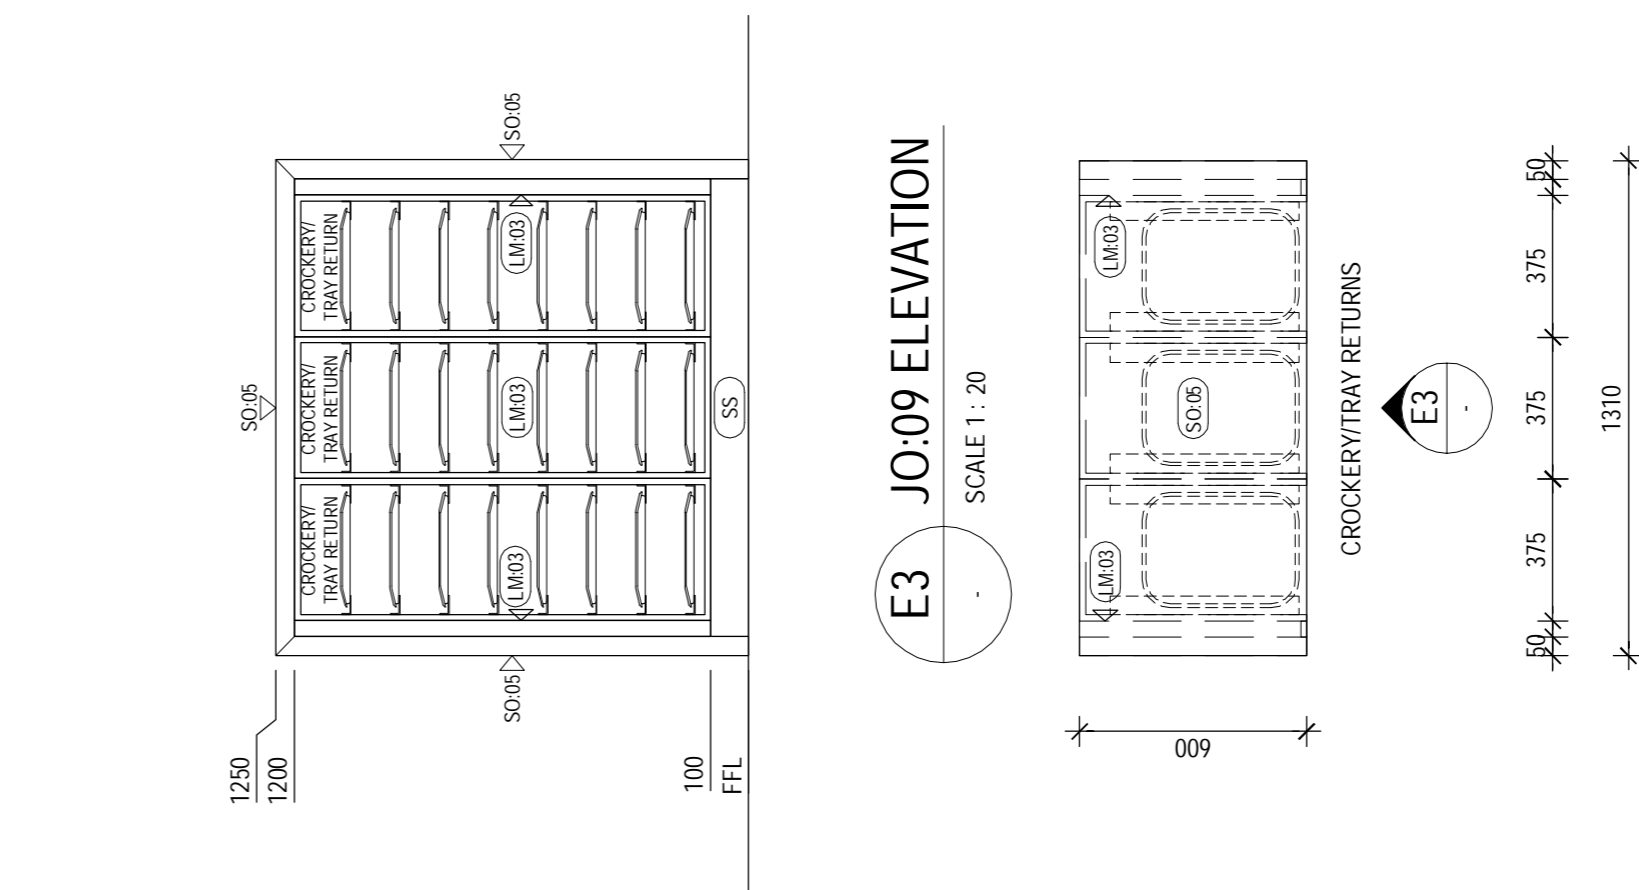 1250
SO:05
1200
CROCKERY/
TRAY RETURN
CROCKERY/
TRAY RETURN
CROCKERY/
TRAY RETURN
SO:05
LM:03
LM:03
LM:03
SO:05
100
FFL
SS
E3
-
JO:09 ELEVATION
SCALE 1 : 20
LM:03
LM:03
SO:05
600
CROCKERY/TRAY RETURNS
E3
-
50
375
375
375
50
1310